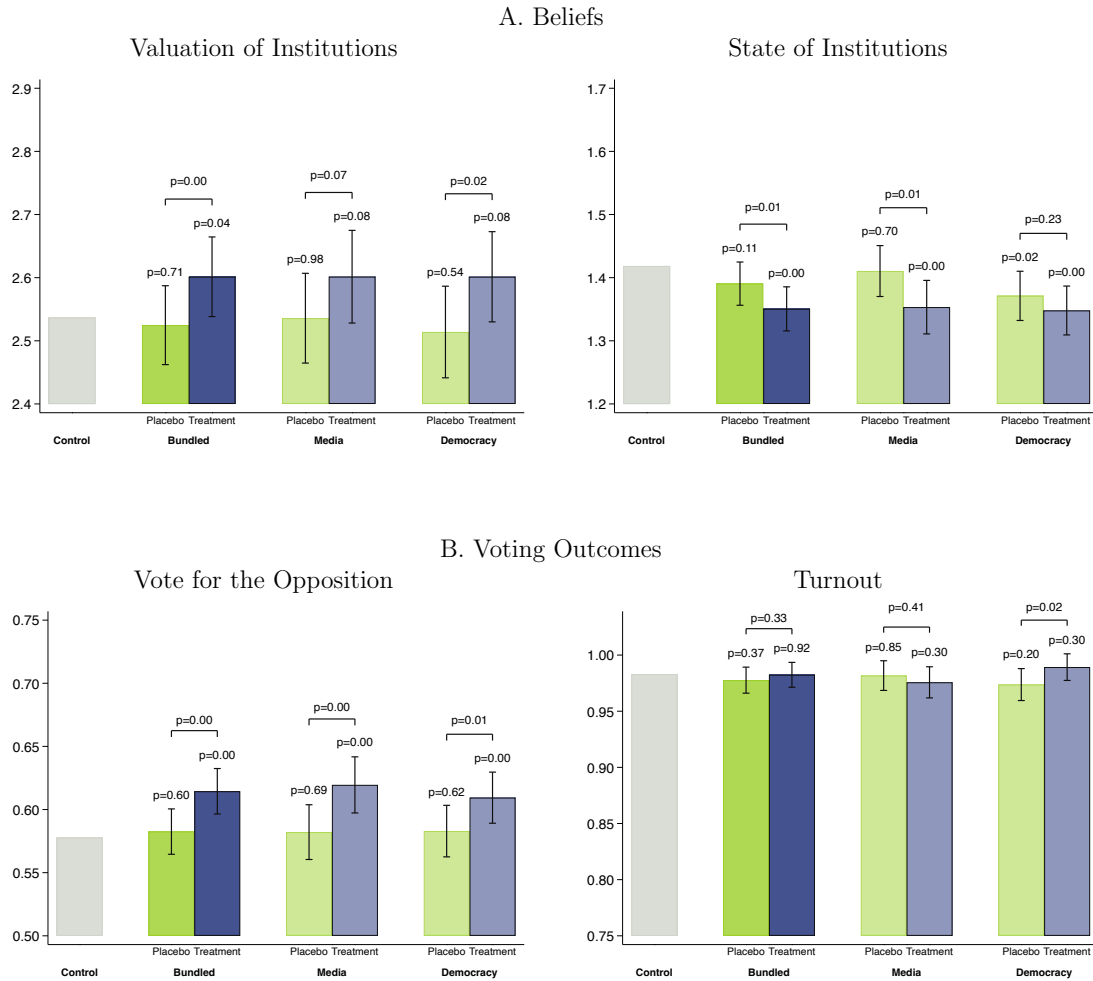 A. Beliefs
Valuation of Institutions
2.9
2.8
2.7
2.6
2.5
2.4
p=0.00
p=0.07
p=0.02
p=0.71
p=0.04
p=0.98
p=0.08
p=0.54
p=0.08
Placebo Treatment
Placebo Treatment
Placebo Treatment
Control
Bundled
Media
Democracy
State of Institutions
1.7
1.6
1.5
1.4
1.3
1.2
p=0.01
p=0.01
p=0.23
p=0.11
p=0.00
p=0.70
p=0.00
p=0.02
p=0.00
Placebo Treatment
Placebo Treatment
Placebo Treatment
Control
Bundled
Media
Democracy
B. Voting Outcomes
Vote for the Opposition
0.75
0.70
0.65
0.60
0.55
0.50
p=0.00
p=0.00
p=0.01
p=0.60
p=0.00
p=0.69
p=0.00
p=0.62
p=0.00
Placebo Treatment
Placebo Treatment
Placebo Treatment
Control
Bundled
Media
Democracy
Turnout
1.00
0.95
0.90
0.85
0.80
0.75
p=0.33
p=0.41
p=0.02
p=0.37
p=0.92
p=0.85
p=0.30
p=0.20
p=0.30
Placebo Treatment
Placebo Treatment
Placebo Treatment
Control
Bundled
Media
Democracy